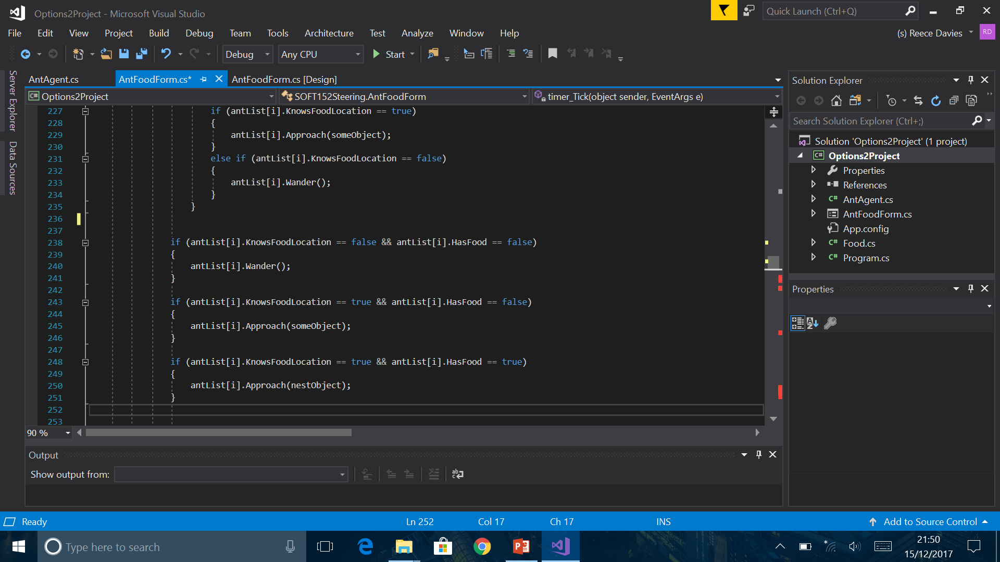 Options2Project - Microsoft Visual Studio
Quick Launch (Ctrl+Q)
File Edit View Project Build Debug Team Tools Architecture Test Analyze Window Help
(s) Reece Davies
RD
Debug
Any CPU
Start
Server Explorer
Data Sources
AntAgent.cs
AntFoodForm.cs*
AntFoodForm.cs [Design]
C# Options2Project
SOFT152Steering.AntFoodForm
timer_Tick(object sender, EventArgs e)
227 if (antList[i].KnowsFoodLocation == true)
228 {
229 antList[i].Approach(someObject);
230 }
231 else if (antList[i].KnowsFoodLocation == false)
232 {
233 antList[i].Wander();
234 }
235 }
236
237
238 if (antList[i].KnowsFoodLocation == false && antList[i].HasFood == false)
239 {
240 antList[i].Wander();
241 }
242
243 if (antList[i].KnowsFoodLocation == true && antList[i].HasFood == false)
244 {
245 antList[i].Approach(someObject);
246 }
247
248 if (antList[i].KnowsFoodLocation == true && antList[i].HasFood == true)
249 {
250 antList[i].Approach(nestObject);
251 }
252
253
90 %
Output
Show output from:
Solution Explorer
Search Solution Explorer (Ctrl+;)
Solution 'Options2Project' (1 project)
C# Options2Project
Properties
References
C# AntAgent.cs
AntFoodForm.cs
App.config
C# Food.cs
C# Program.cs
Properties
Ready
Ln 252
Col 17
Ch 17
INS
Add to Source Control
Type here to search
21:50
15/12/2017